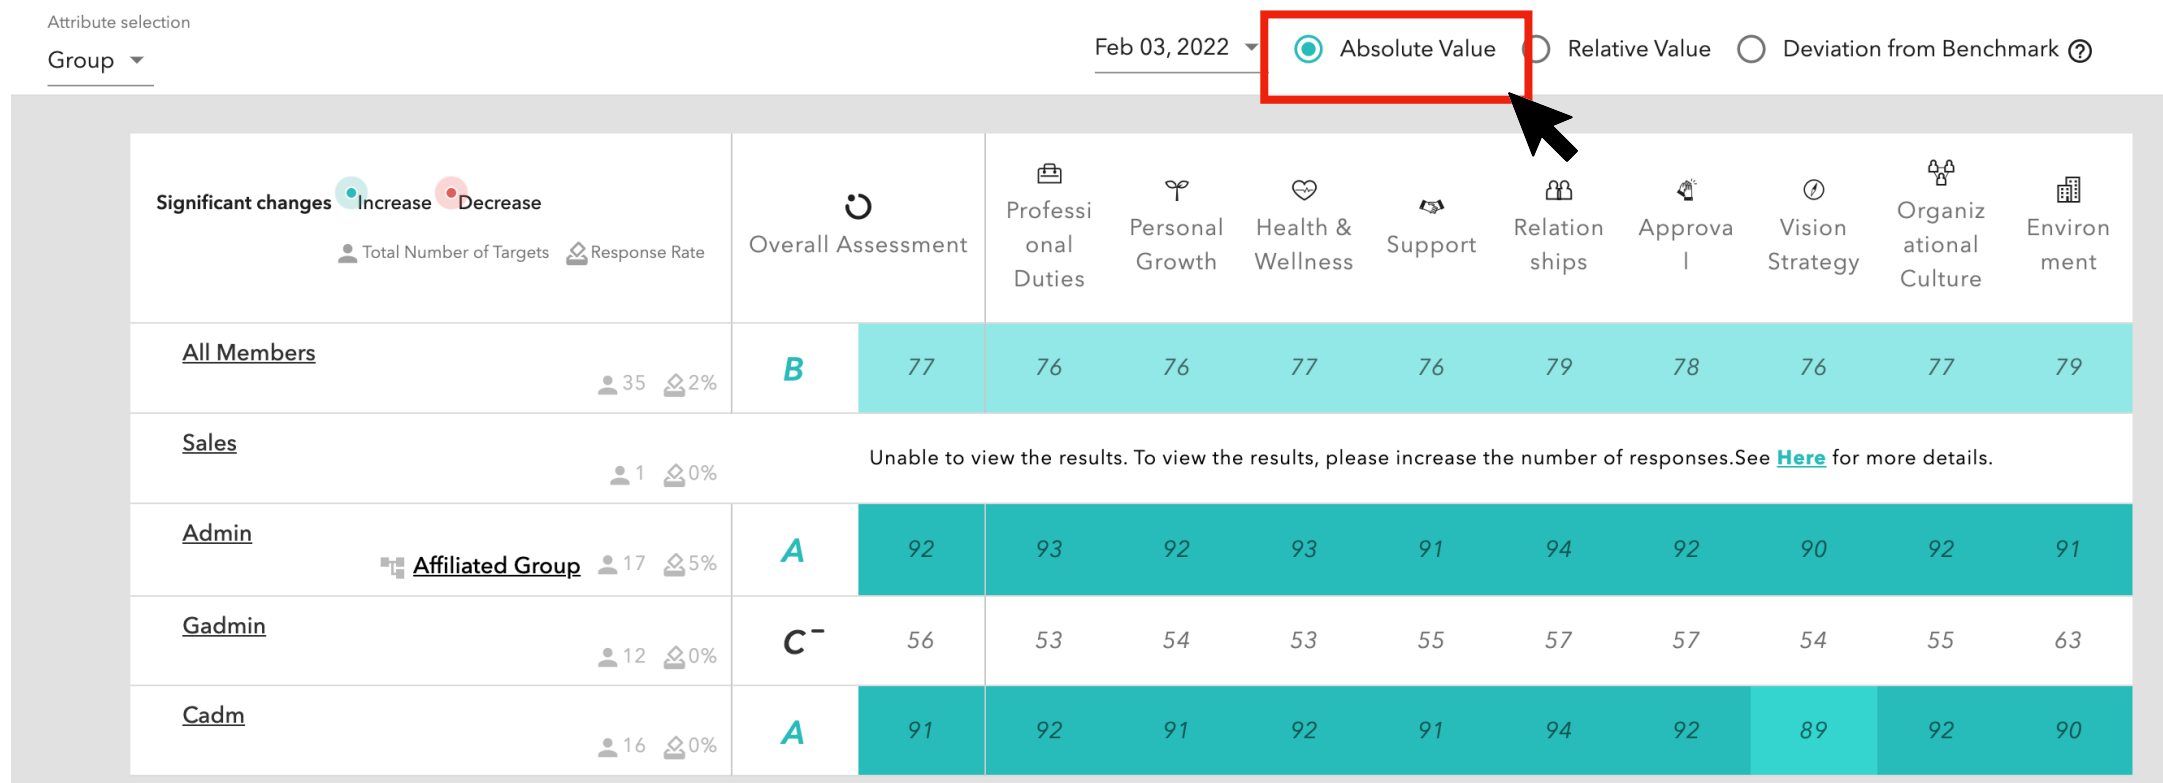 Attribute selection
Group
Feb 03, 2022
Absolute Value
Relative Value
Deviation from Benchmark ?
Significant changes Increase Decrease
Total Number of Targets Response Rate
Overall Assessment
Professi
onal
Duties
Personal
Growth
Health &
Wellness
Support
Relation
ships
Approva
l
Vision
Strategy
Organiz
ational
Culture
Environ
ment
All Members
35 2%
B 77 76 76 77 76 79 78 76 77 79
Sales
1 0%
Unable to view the results. To view the results, please increase the number of responses.See Here for more details.
Admin
Affiliated Group 17 5%
A 92 93 92 93 91 94 92 90 92 91
Gadmin
12 0%
C⁻ 56 53 54 53 55 57 57 54 55 63
Cadm
16 0%
A 91 92 91 92 91 94 92 89 92 90